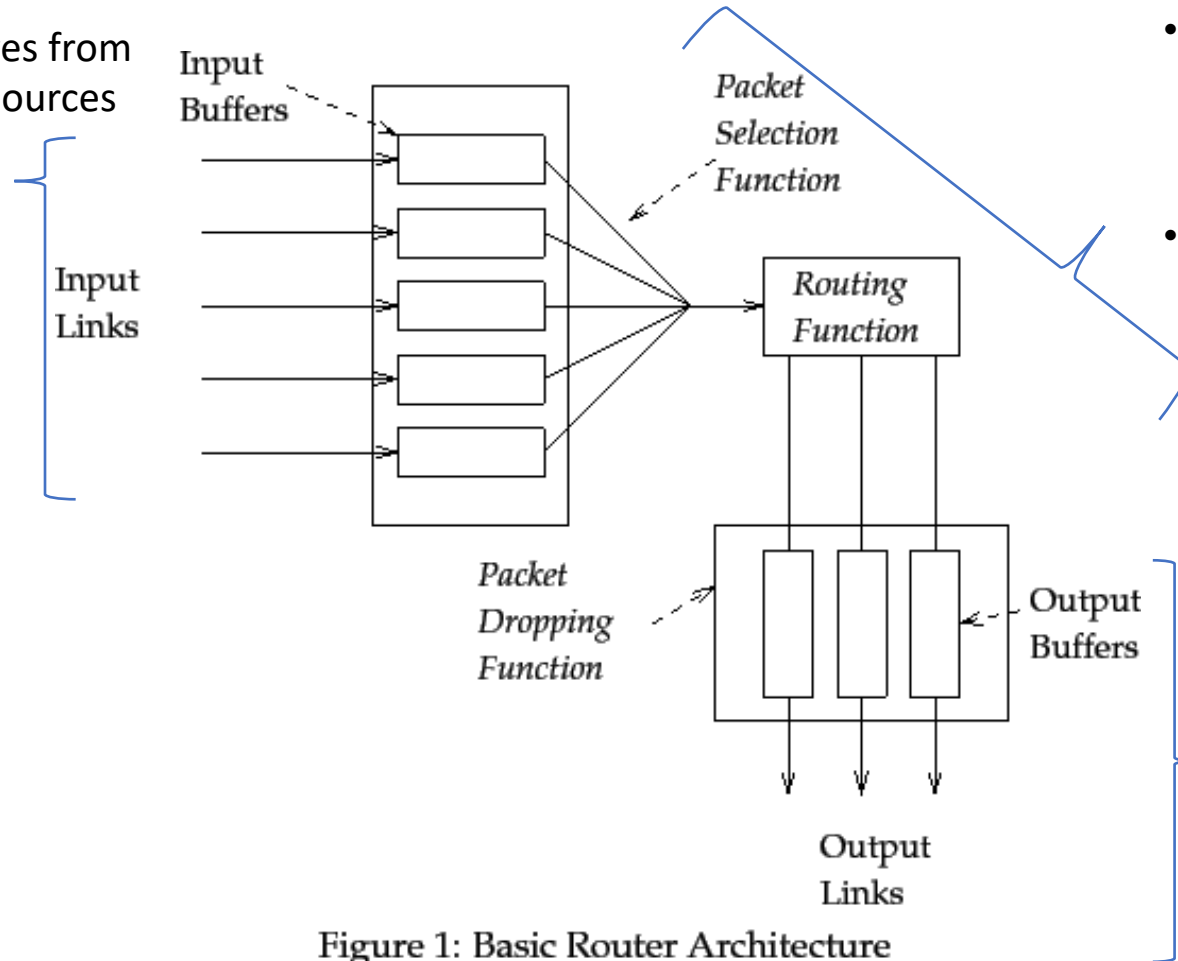 es from
ources
Input
Buffers
Packet
Selection
Function
•
•
Input
Links
Routing
Function
Packet
Dropping
Function
Output
Buffers
Output
Links
Figure 1: Basic Router Architecture